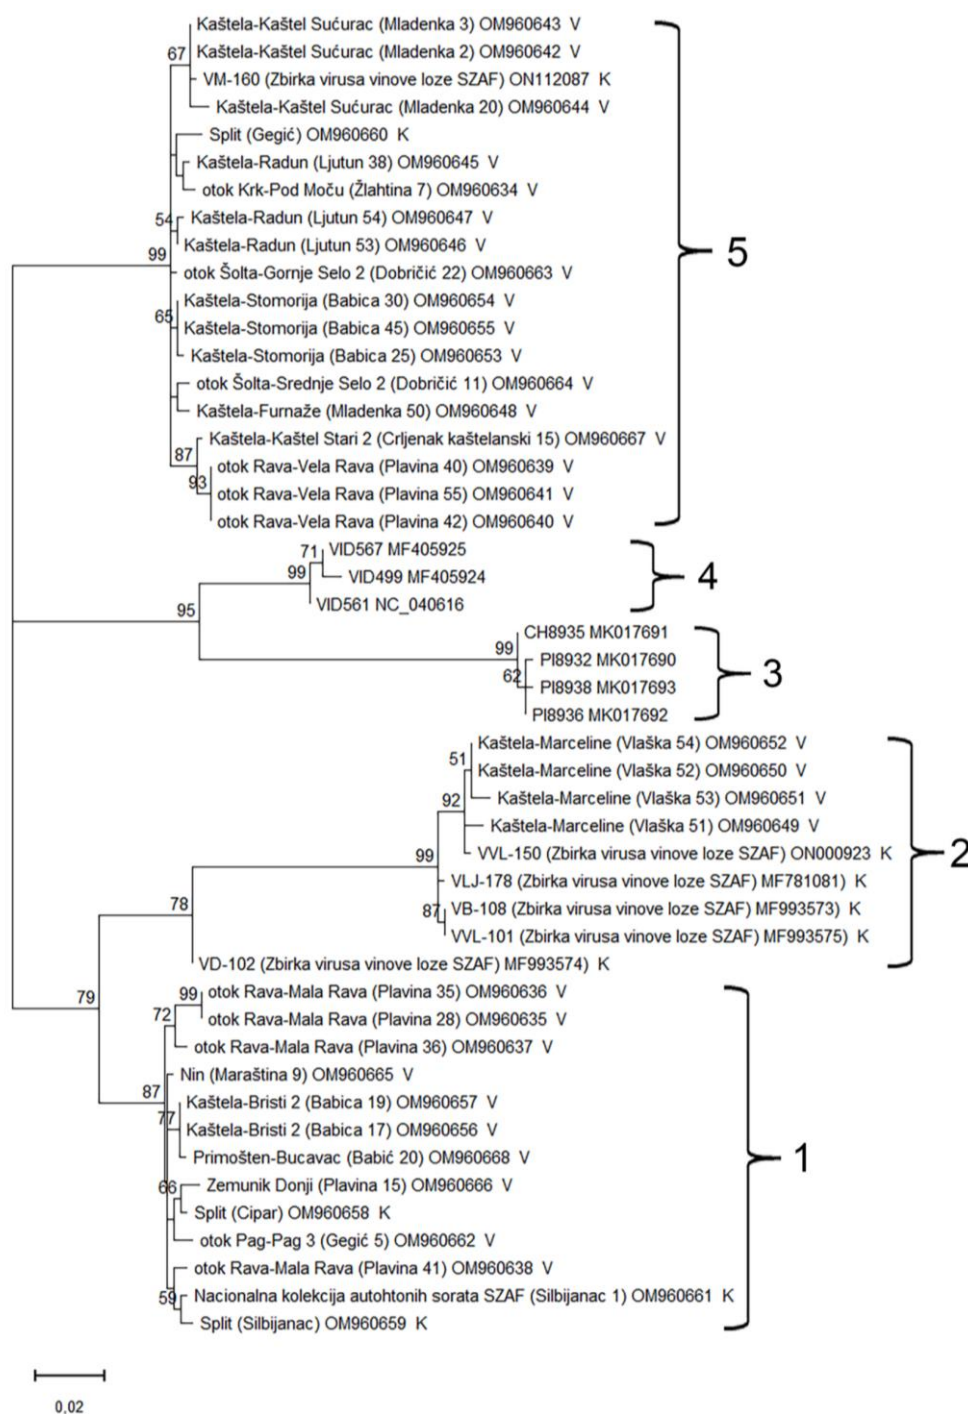 Kaštela-Kaštel Sućurac (Mladenka 3) OM960643 V
67
Kaštela-Kaštel Sućurac (Mladenka 2) OM960642 V
VM-160 (Zbirka virusa vinove loze SZAF) ON112087 K
Kaštela-Kaštel Sućurac (Mladenka 20) OM960644 V
Split (Gegić) OM960660 K
Kaštela-Radun (Ljutun 38) OM960645 V
otok Krk-Pod Moču (Žlahtina 7) OM960634 V
54
Kaštela-Radun (Ljutun 54) OM960647 V
99
Kaštela-Radun (Ljutun 53) OM960646 V
5
otok Šolta-Gornje Selo 2 (Dobričić 22) OM960663 V
Kaštela-Stomorija (Babica 30) OM960654 V
65
Kaštela-Stomorija (Babica 45) OM960655 V
Kaštela-Stomorija (Babica 25) OM960653 V
otok Šolta-Srednje Selo 2 (Dobričić 11) OM960664 V
Kaštela-Furnaže (Mladenka 50) OM960648 V
Kaštela-Kaštel Stari 2 (Crljenak kaštelanski 15) OM960667 V
87
otok Rava-Vela Rava (Plavina 40) OM960639 V
93
otok Rava-Vela Rava (Plavina 55) OM960641 V
otok Rava-Vela Rava (Plavina 42) OM960640 V
71
VID567 MF405925
99
VID499 MF405924
4
95
VID561 NC_040616
CH8935 MK017691
99
PI8932 MK017690
62
PI8938 MK017693
3
PI8936 MK017692
Kaštela-Marceline (Vlaška 54) OM960652 V
51
Kaštela-Marceline (Vlaška 52) OM960650 V
92
Kaštela-Marceline (Vlaška 53) OM960651 V
Kaštela-Marceline (Vlaška 51) OM960649 V
99
VVL-150 (Zbirka virusa vinove loze SZAF) ON000923 K
2
VLJ-178 (Zbirka virusa vinove loze SZAF) MF781081) K
78
87
VB-108 (Zbirka virusa vinove loze SZAF) MF993573) K
VVL-101 (Zbirka virusa vinove loze SZAF) MF993575) K
VD-102 (Zbirka virusa vinove loze SZAF) MF993574) K
79
99
otok Rava-Mala Rava (Plavina 35) OM960636 V
72
otok Rava-Mala Rava (Plavina 28) OM960635 V
otok Rava-Mala Rava (Plavina 36) OM960637 V
Nin (Maraština 9) OM960665 V
87
Kaštela-Bristi 2 (Babica 19) OM960657 V
77
Kaštela-Bristi 2 (Babica 17) OM960656 V
Primošten-Bucavac (Babić 20) OM960668 V
1
66
Zemunik Donji (Plavina 15) OM960666 V
Split (Cipar) OM960658 K
otok Pag-Pag 3 (Gegić 5) OM960662 V
otok Rava-Mala Rava (Plavina 41) OM960638 V
59
Nacionalna kolekcija autohtonih sorata SZAF (Silbijanac 1) OM960661 K
Split (Silbijanac) OM960659 K
0,02